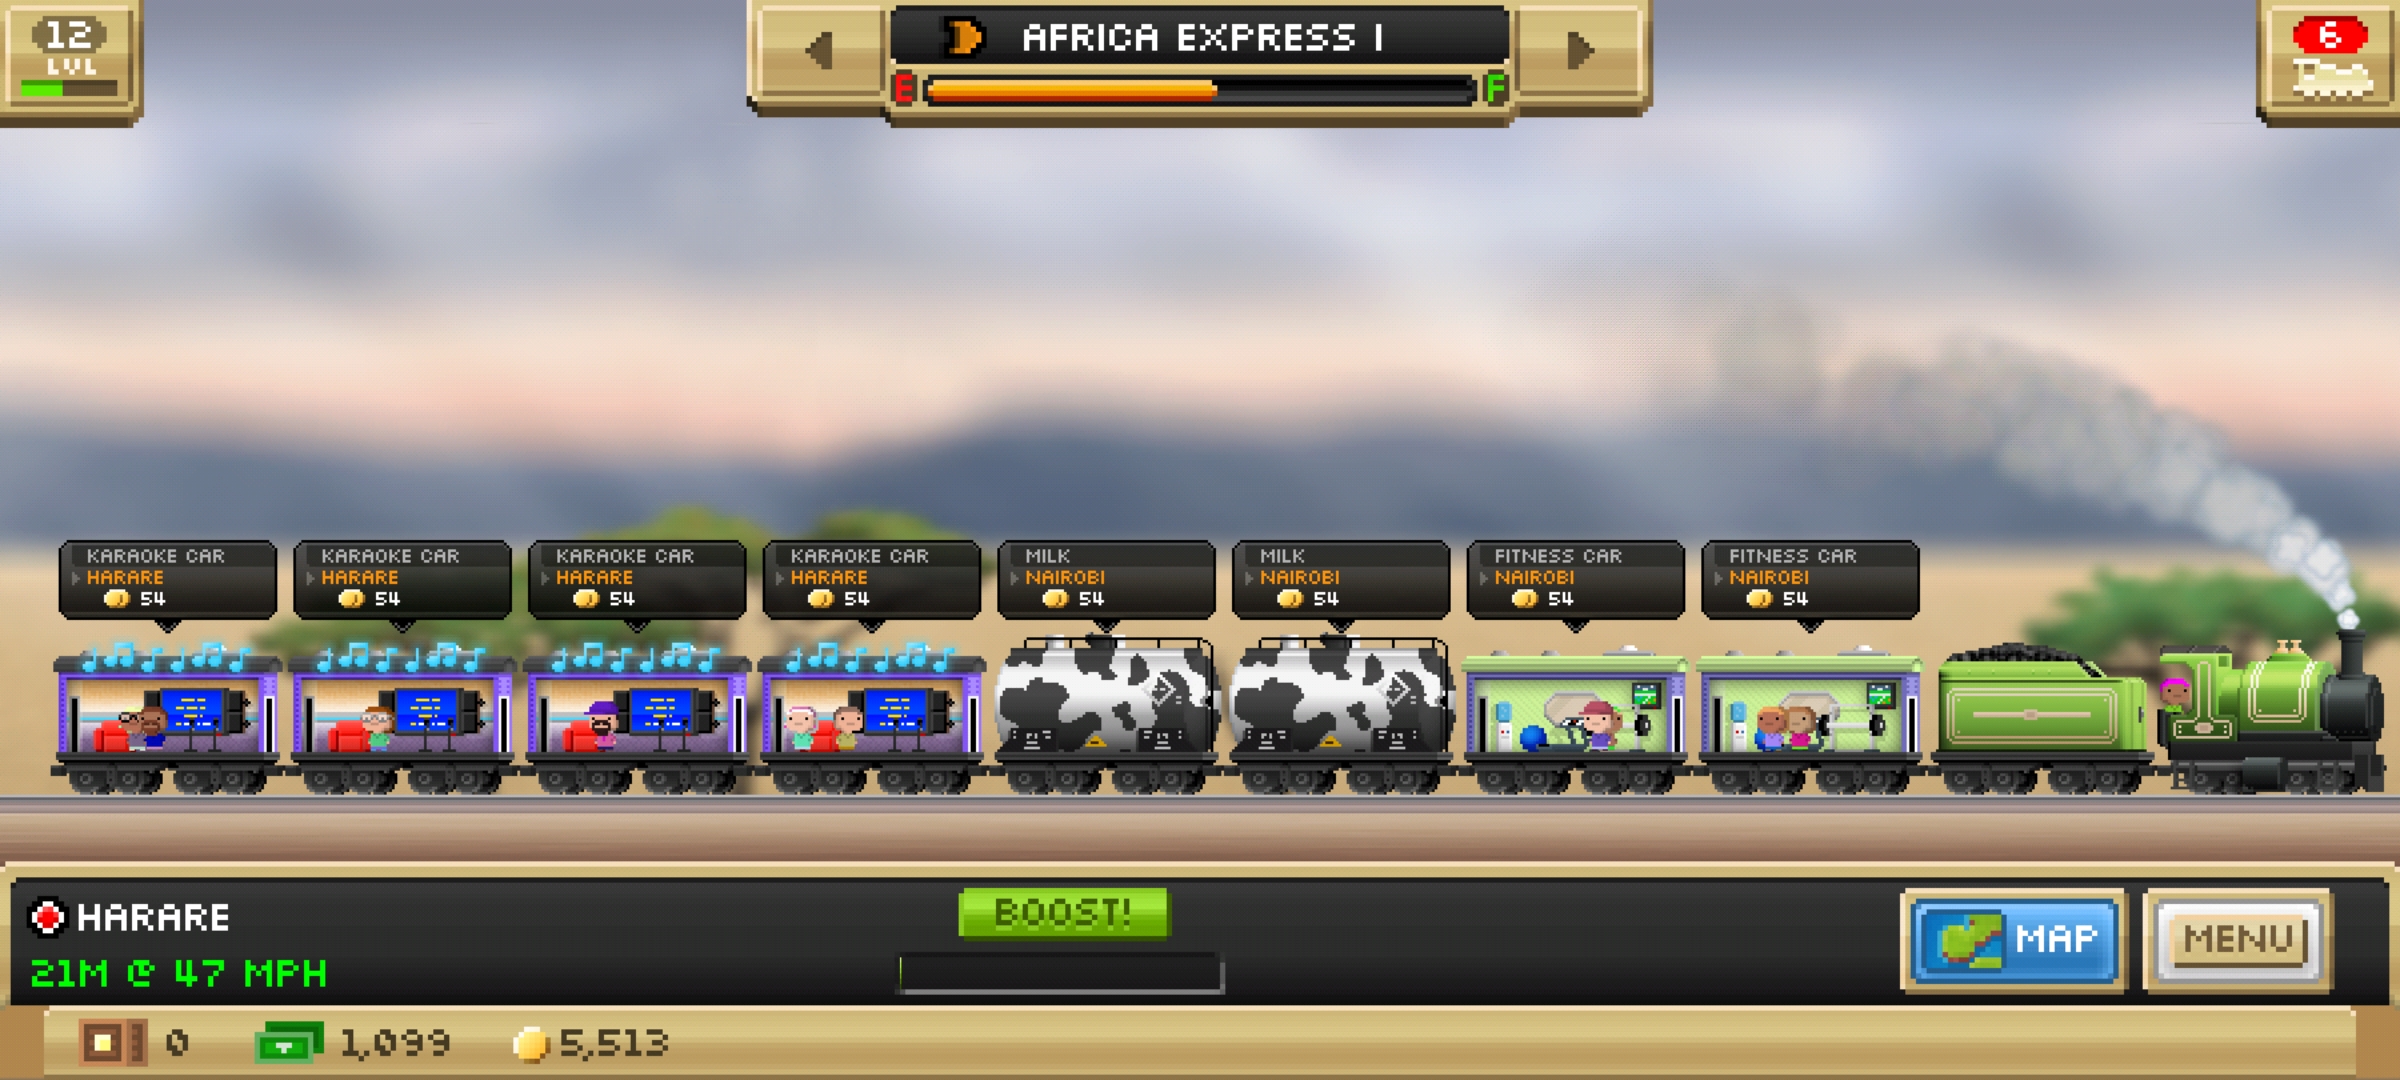 12
LVL
AFRICA EXPRESS I
E F
6
KARAOKE CAR
HARARE
54
KARAOKE CAR
HARARE
54
KARAOKE CAR
HARARE
54
KARAOKE CAR
HARARE
54
MILK
NAIROBI
54
MILK
NAIROBI
54
FITNESS CAR
NAIROBI
54
FITNESS CAR
NAIROBI
54
HARARE
21M @ 47 MPH
BOOST!
MAP
MENU
0 1,099 5,513